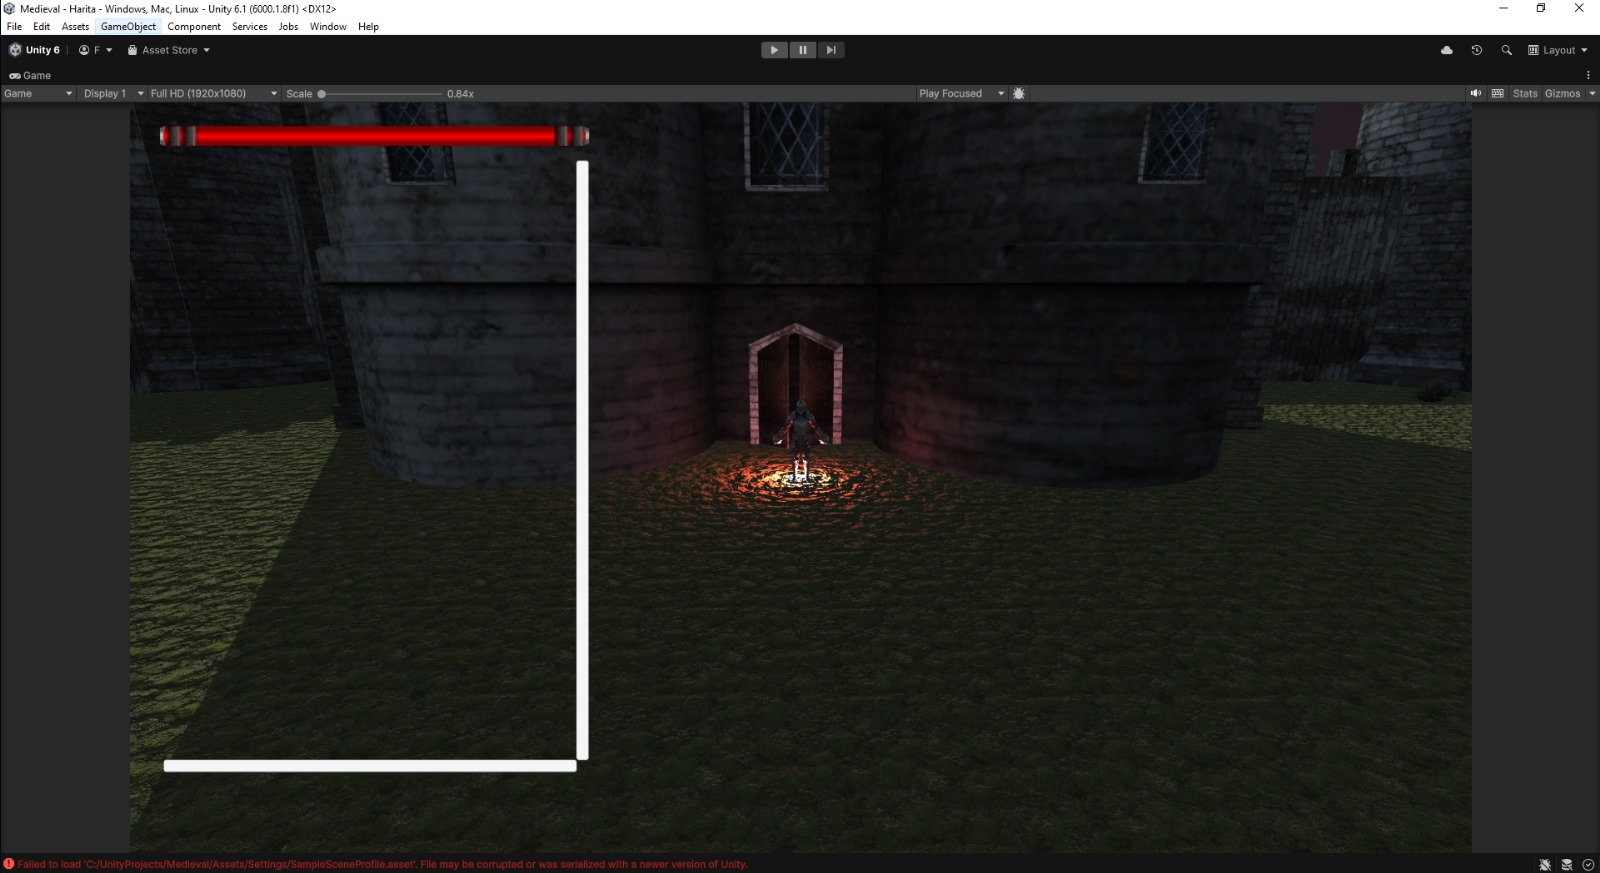 Medieval - Harita - Windows, Mac, Linux - Unity 6.1 (6000.1.8f1) <DX12>
File Edit Assets GameObject Component Services Jobs Window Help
Unity 6 F Asset Store Layout
Game
Game Display 1 Full HD (1920x1080) Scale 0.84x Play Focused Stats Gizmos
Failed to load 'C:/UnityProjects/Medieval/Assets/Settings/SampleSceneProfile.asset'. File may be corrupted or was serialized with a newer version of Unity.